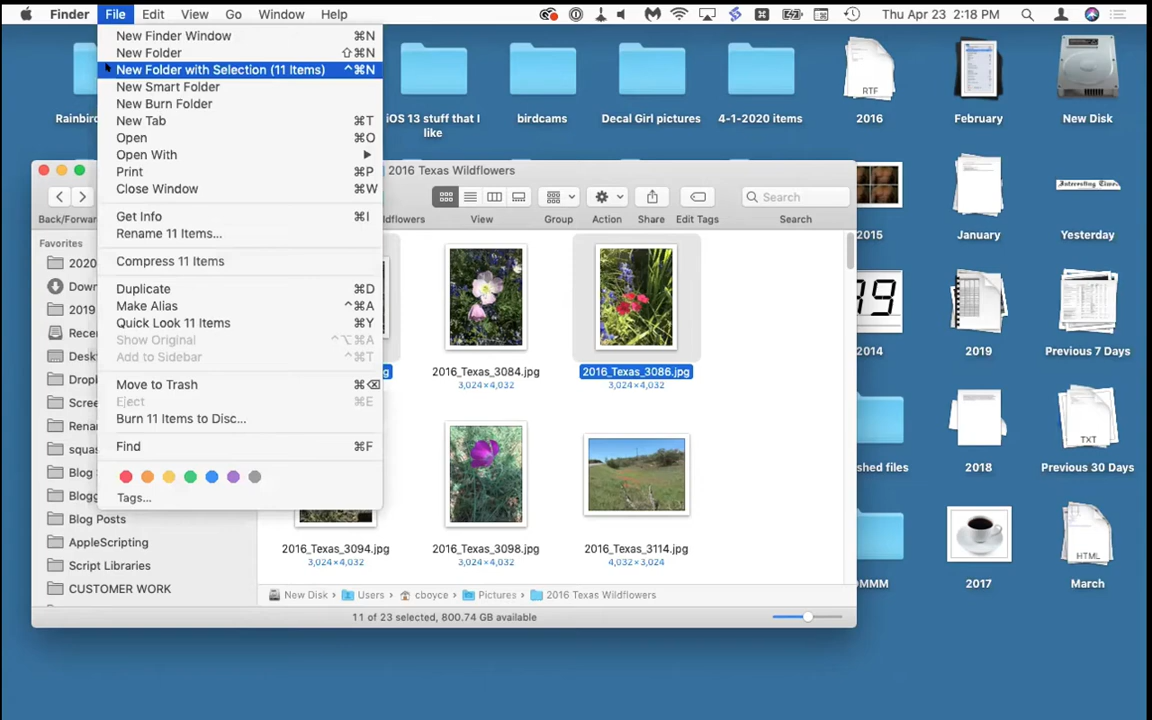 Finder File Edit View Go Window Help Thu Apr 23 2:18 PM
New Finder Window ⌘N
New Folder ⇧⌘N
New Folder with Selection (11 Items) ^⌘N
New Smart Folder
New Burn Folder
New Tab ⌘T
Open ⌘O
Open With ▶
Print
Close Window ⌘W
Get Info ⌘I
Rename 11 Items...
Compress 11 Items
Duplicate ⌘D
Make Alias ^⌘A
Quick Look 11 Items ⌘Y
Show Original ^⌥⌘A
Add to Sidebar ^⌘T
Move to Trash ⌘⌫
Eject ⌘E
Burn 11 Items to Disc...
Find ⌘F
Tags...
iOS 13 stuff that I
like
birdcams
Decal Girl pictures
4-1-2020 items
RTF
2016
February
New Disk
2016 Texas Wildflowers
View Group Action Share Edit Tags
Search
Search
Favorites
2020
2019
AppleScripting
Blog Posts
Script Libraries
CUSTOMER WORK
2016_Texas_3084.jpg
3,024×4,032
2016_Texas_3086.jpg
3,024×4,032
2016_Texas_3094.jpg
3,024×4,032
2016_Texas_3098.jpg
3,024×4,032
2016_Texas_3114.jpg
4,032×3,024
New Disk › Users › cboyce › Pictures › 2016 Texas Wildflowers
11 of 23 selected, 800.74 GB available
2015
January
Interesting Time
Yesterday
2014
2019
Previous 7 Days
2018
TXT
Previous 30 Days
2017
HTML
March